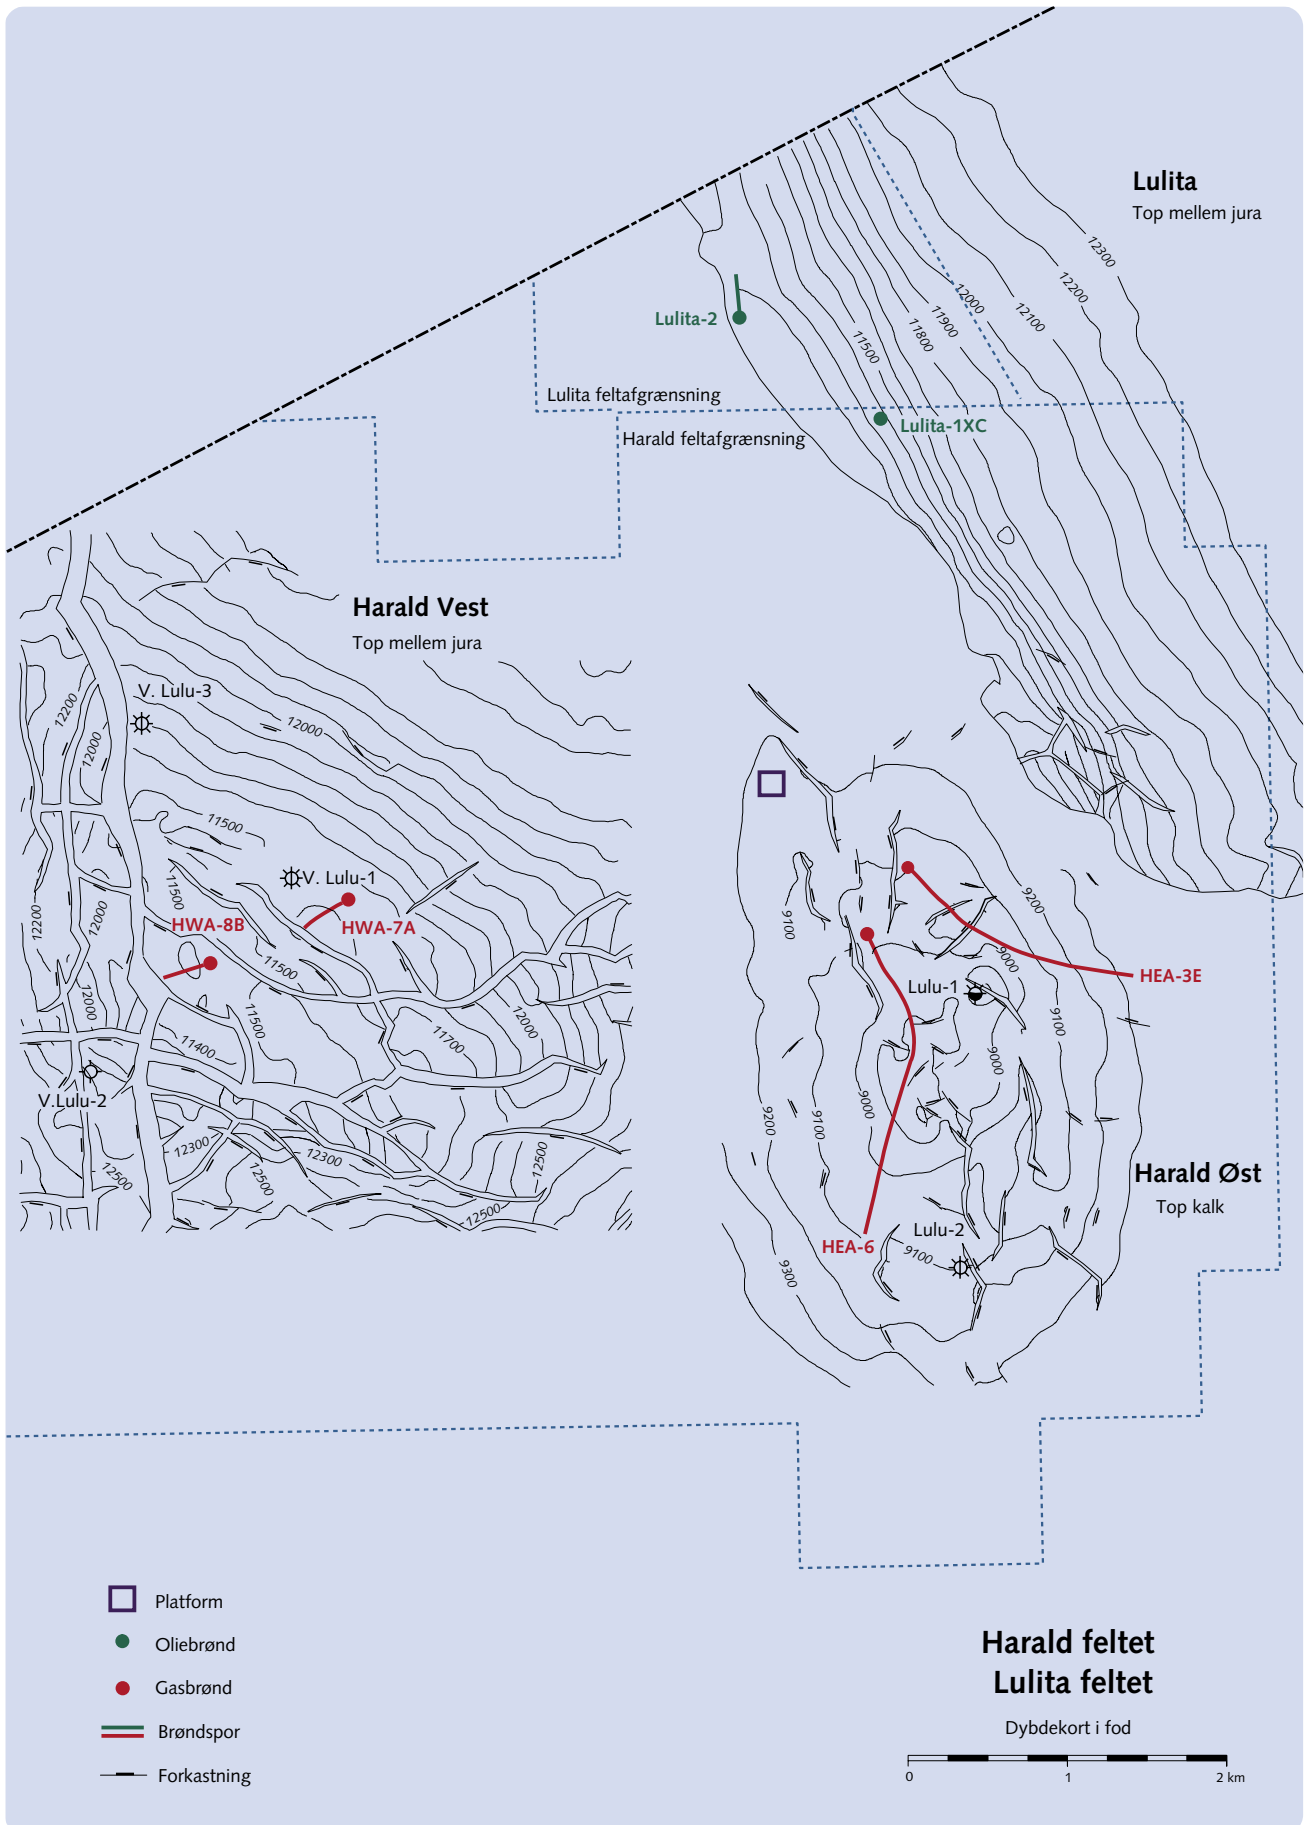 Lulita
Top mellem jura
12300
12200
12100
12000
11900
11800
11500
Lulita-2
Lulita feltafgrænsning
Harald feltafgrænsning
Lulita-1XC
Harald Vest
Top mellem jura
V. Lulu-3
12200
12000
12000
11500
V. Lulu-1
11500
HWA-8B
HWA-7A
12200
12000
11500
12000
11500
11400
11700
12000
V.Lulu-2
12300
12300
12500
12500
12500
12500
9200
9100
9000
Lulu-1
HEA-3E
9100
9000
9000
9200
9100
Harald Øst
Top kalk
Lulu-2
HEA-6
9100
9300
Platform
Oliebrønd
Gasbrønd
Brøndspor
Forkastning
Harald feltet
Lulita feltet
Dybdekort i fod
0 1 2 km